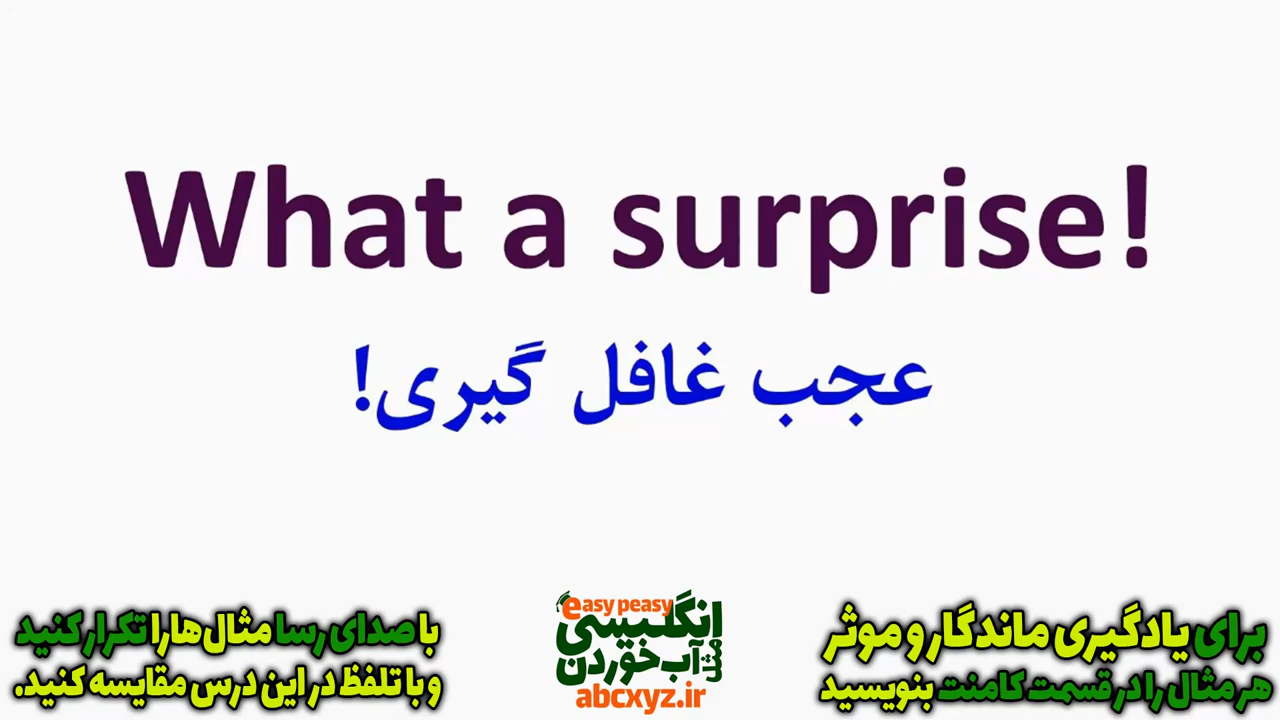 What a surprise!
عجب غافل گیری!
برای یادگیری ماندگار و موثر
هر مثال را در قسمت کامنت بنویسید
easy peasy
انگلیسی
مثل آب خوردن
abcxyz.ir
با صدای رسا مثال‌ها را تکرار کنید
و با تلفظ در این درس مقایسه کنید.